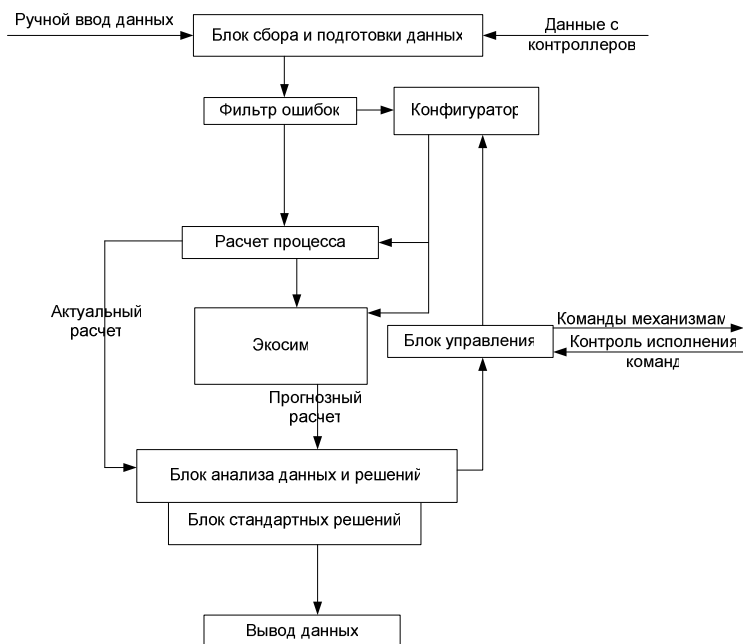 Ручной ввод данных
Блок сбора и подготовки данных
Данные с
контроллеров
Фильтр ошибок
Конфигуратор
Расчет процесса
Актуальный
расчет
Экосим
Команды механизмам
Блок управления
Контроль исполнения
команд
Прогнозный
расчет
Блок анализа данных и решений
Блок стандартных решений
Вывод данных